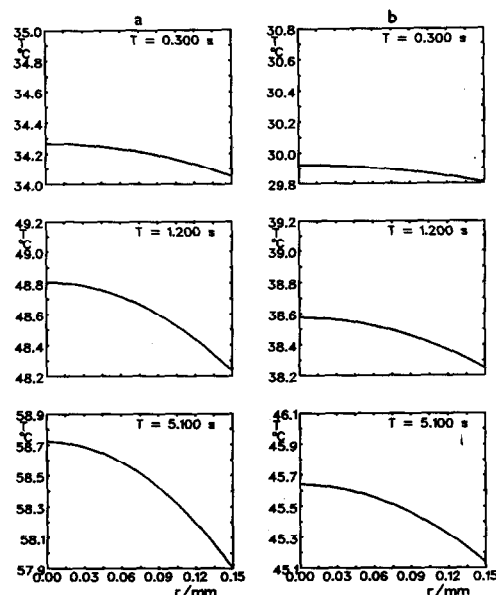 a
b
T
°C
35.0
34.8
34.6
34.4
34.2
34.0
T = 0.300 s
T
°C
30.8
30.6
30.4
30.2
30.0
29.8
T = 0.300 s
T
°C
49.2
49.0
48.8
48.6
48.4
48.2
T = 1.200 s
T
°C
39.2
39.0
38.8
38.6
38.4
38.2
T = 1.200 s
T
°C
58.9
58.7
58.5
58.3
58.1
57.9
T = 5.100 s
0.00 0.03 0.06 0.09 0.12 0.15
r/mm
T
°C
46.1
45.9
45.7
45.5
45.3
45.1
T = 5.100 s
0.00 0.03 0.06 0.09 0.12 0.15
r/mm